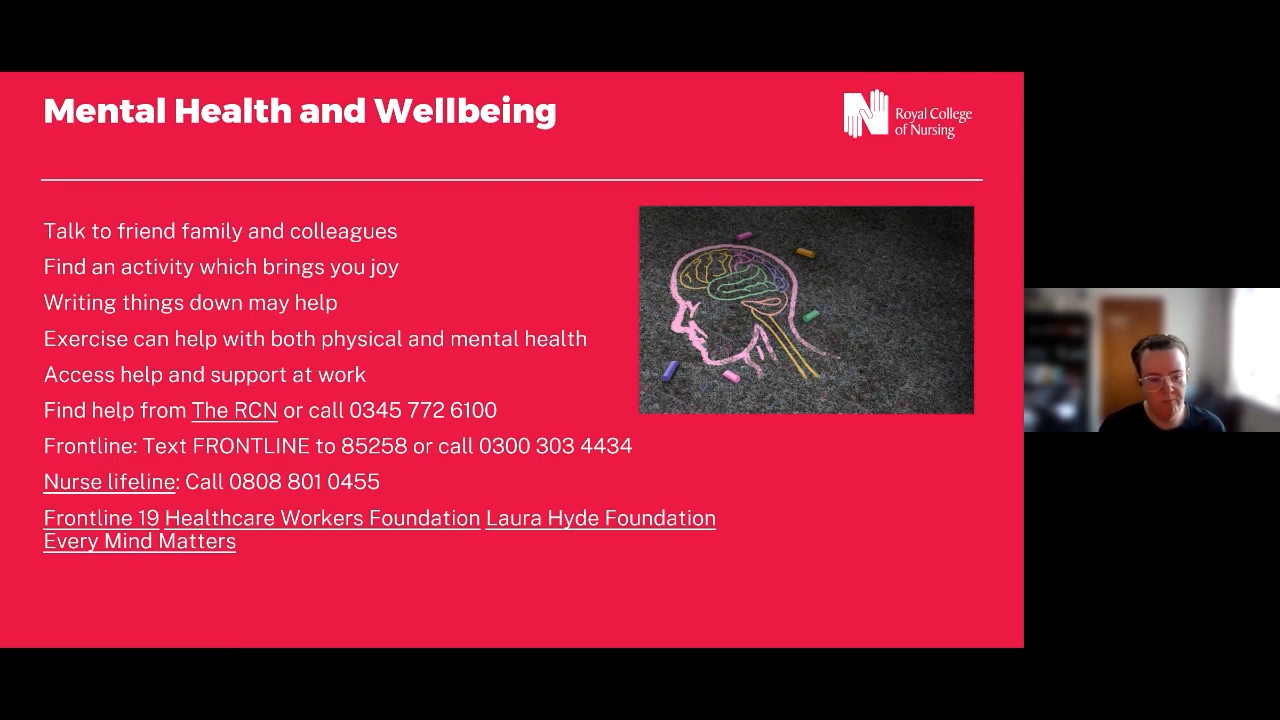 Mental Health and Wellbeing
Royal College
of Nursing
Talk to friend family and colleagues
Find an activity which brings you joy
Writing things down may help
Exercise can help with both physical and mental health
Access help and support at work
Find help from The RCN or call 0345 772 6100
Frontline: Text FRONTLINE to 85258 or call 0300 303 4434
Nurse lifeline: Call 0808 801 0455
Frontline 19 Healthcare Workers Foundation Laura Hyde Foundation
Every Mind Matters